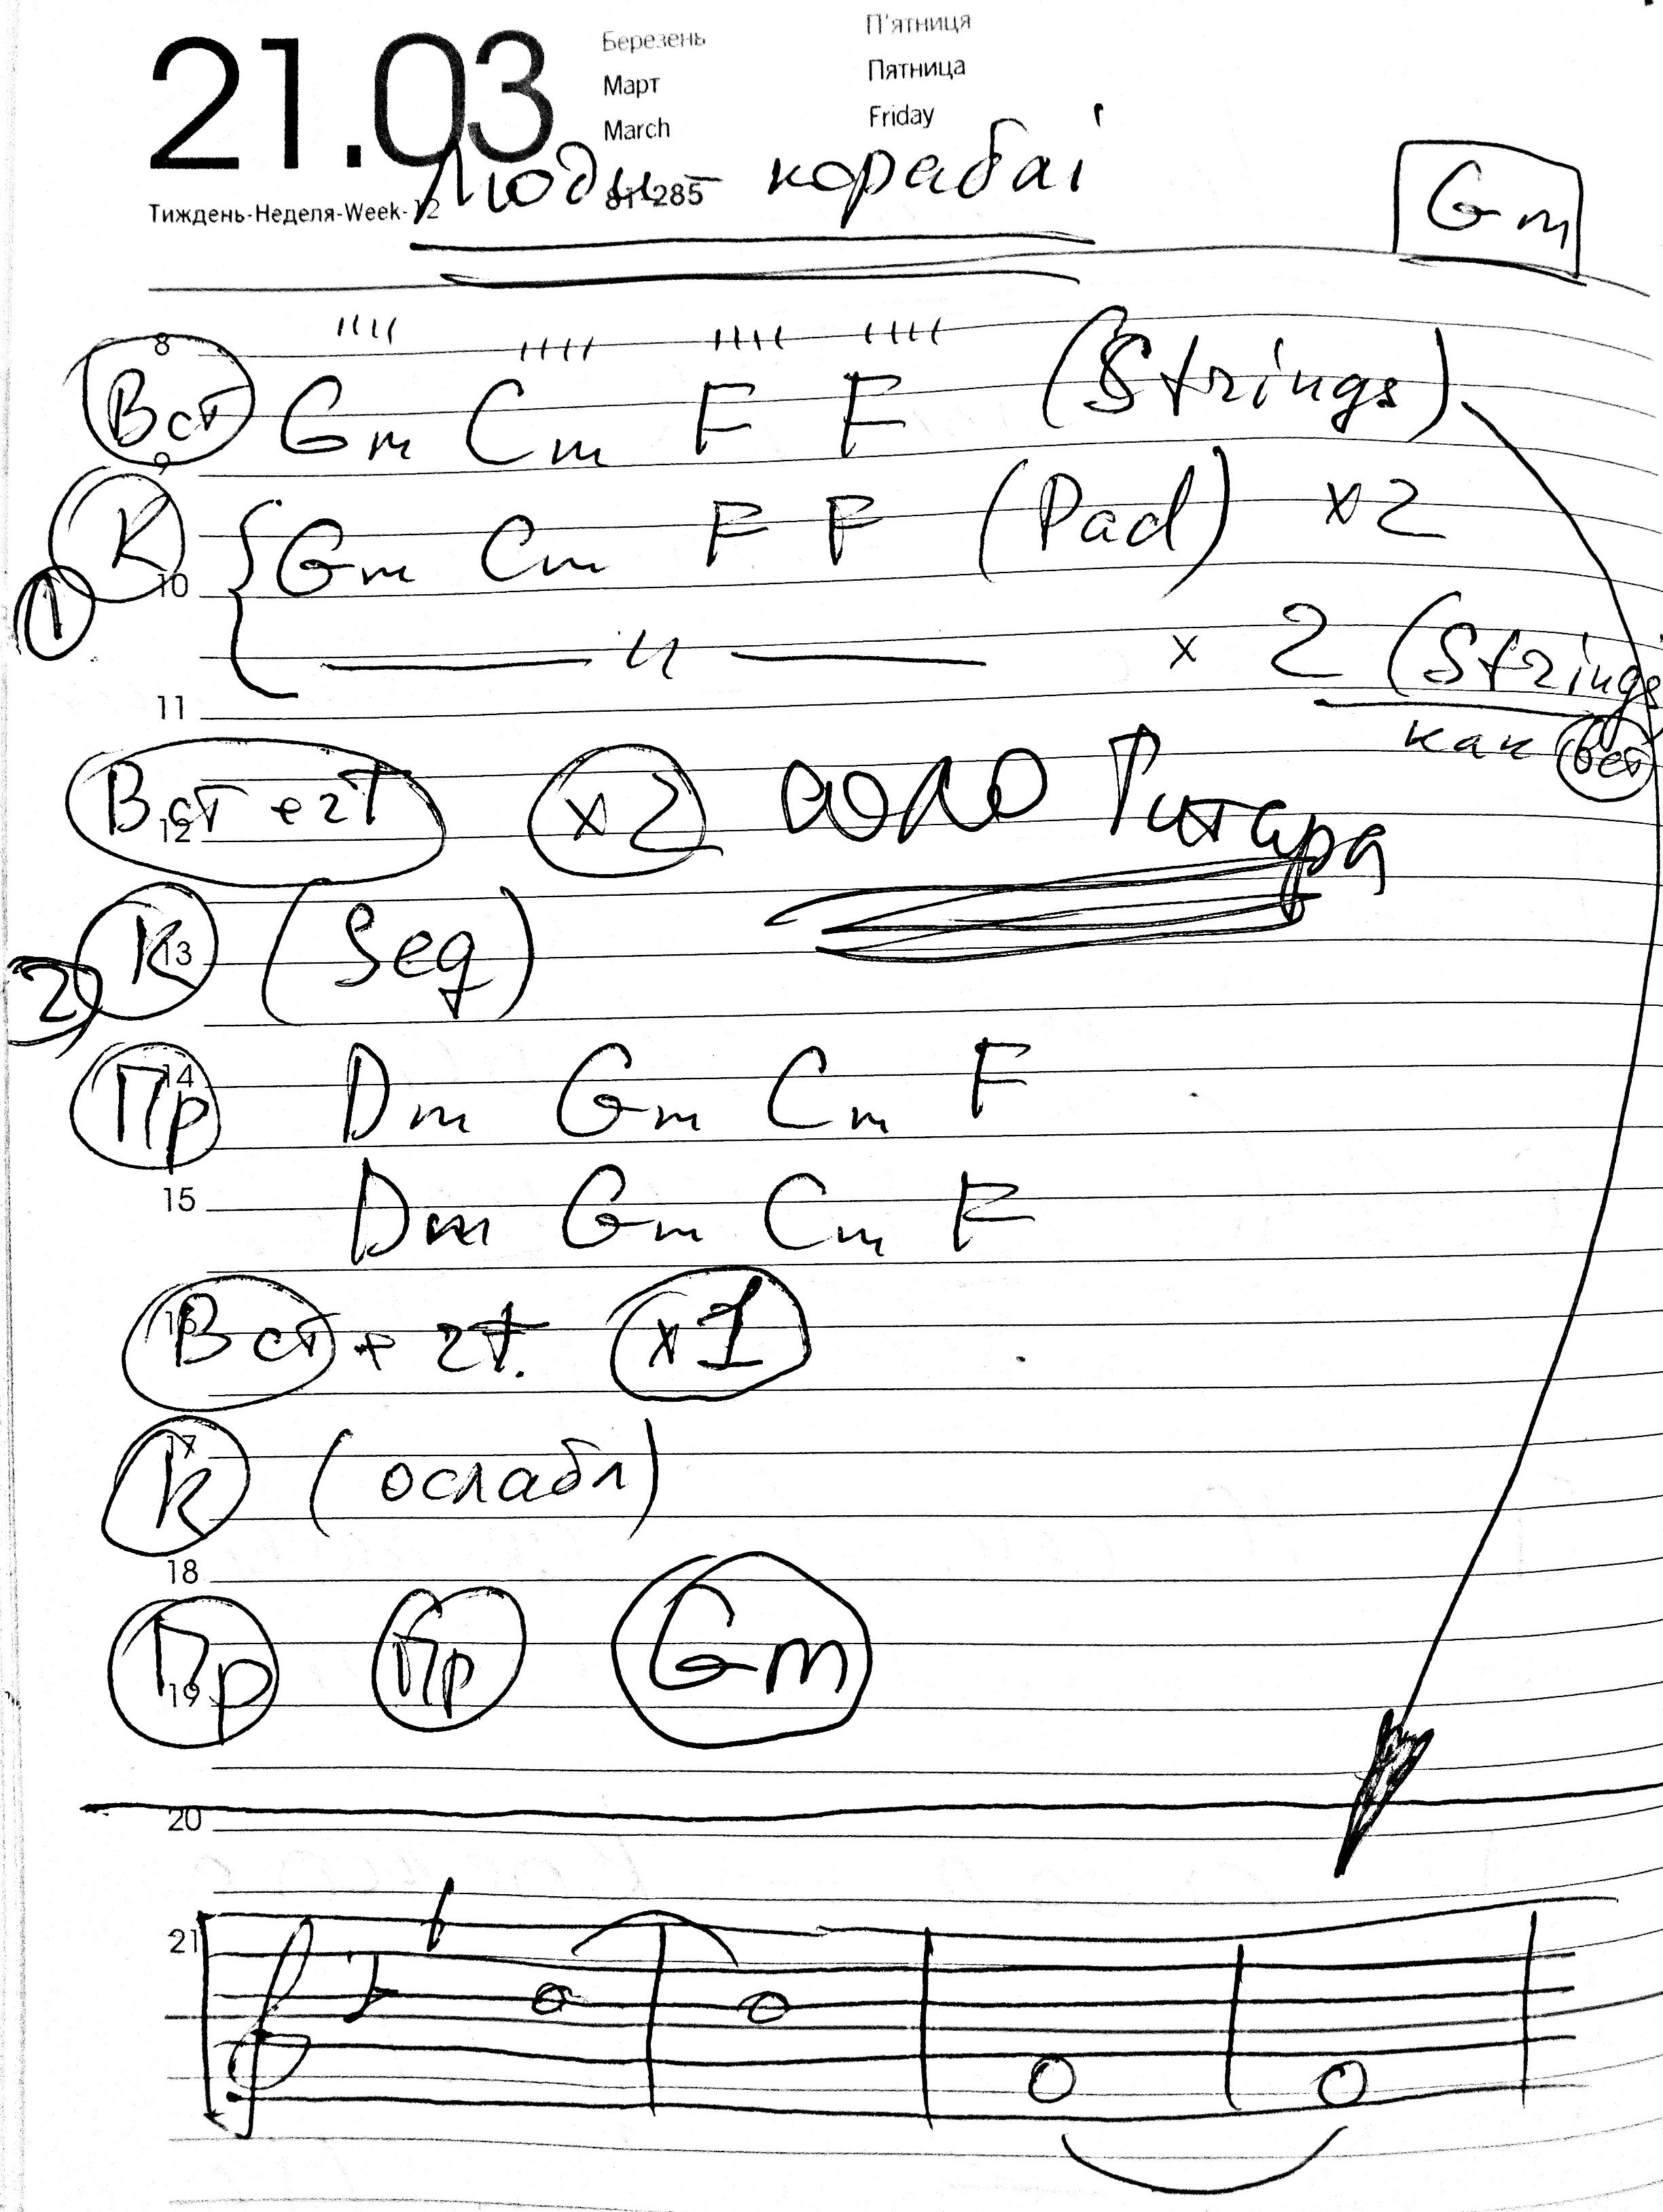 21.03
Березень
Март
March
П'ятниця
Пятница
Friday
Тиждень-Неделя-Week-12
81-285
Люди - кораблі
Gm
8
Вст Gm Cm F F (Strings)
9
К Gm Cm F F (Pad) x2
10
1
—— " —— x 2 (Strings
11
как Вст
Вст + 2т x2 соло Гитара
12
К (Seq)
13
2)
14
Пр Dm Gm Cm F
15
Dm Gm Cm F
16
Вст + 2т. x1
17
К (ослабл)
18
Пр Пр Gm
19
20
21